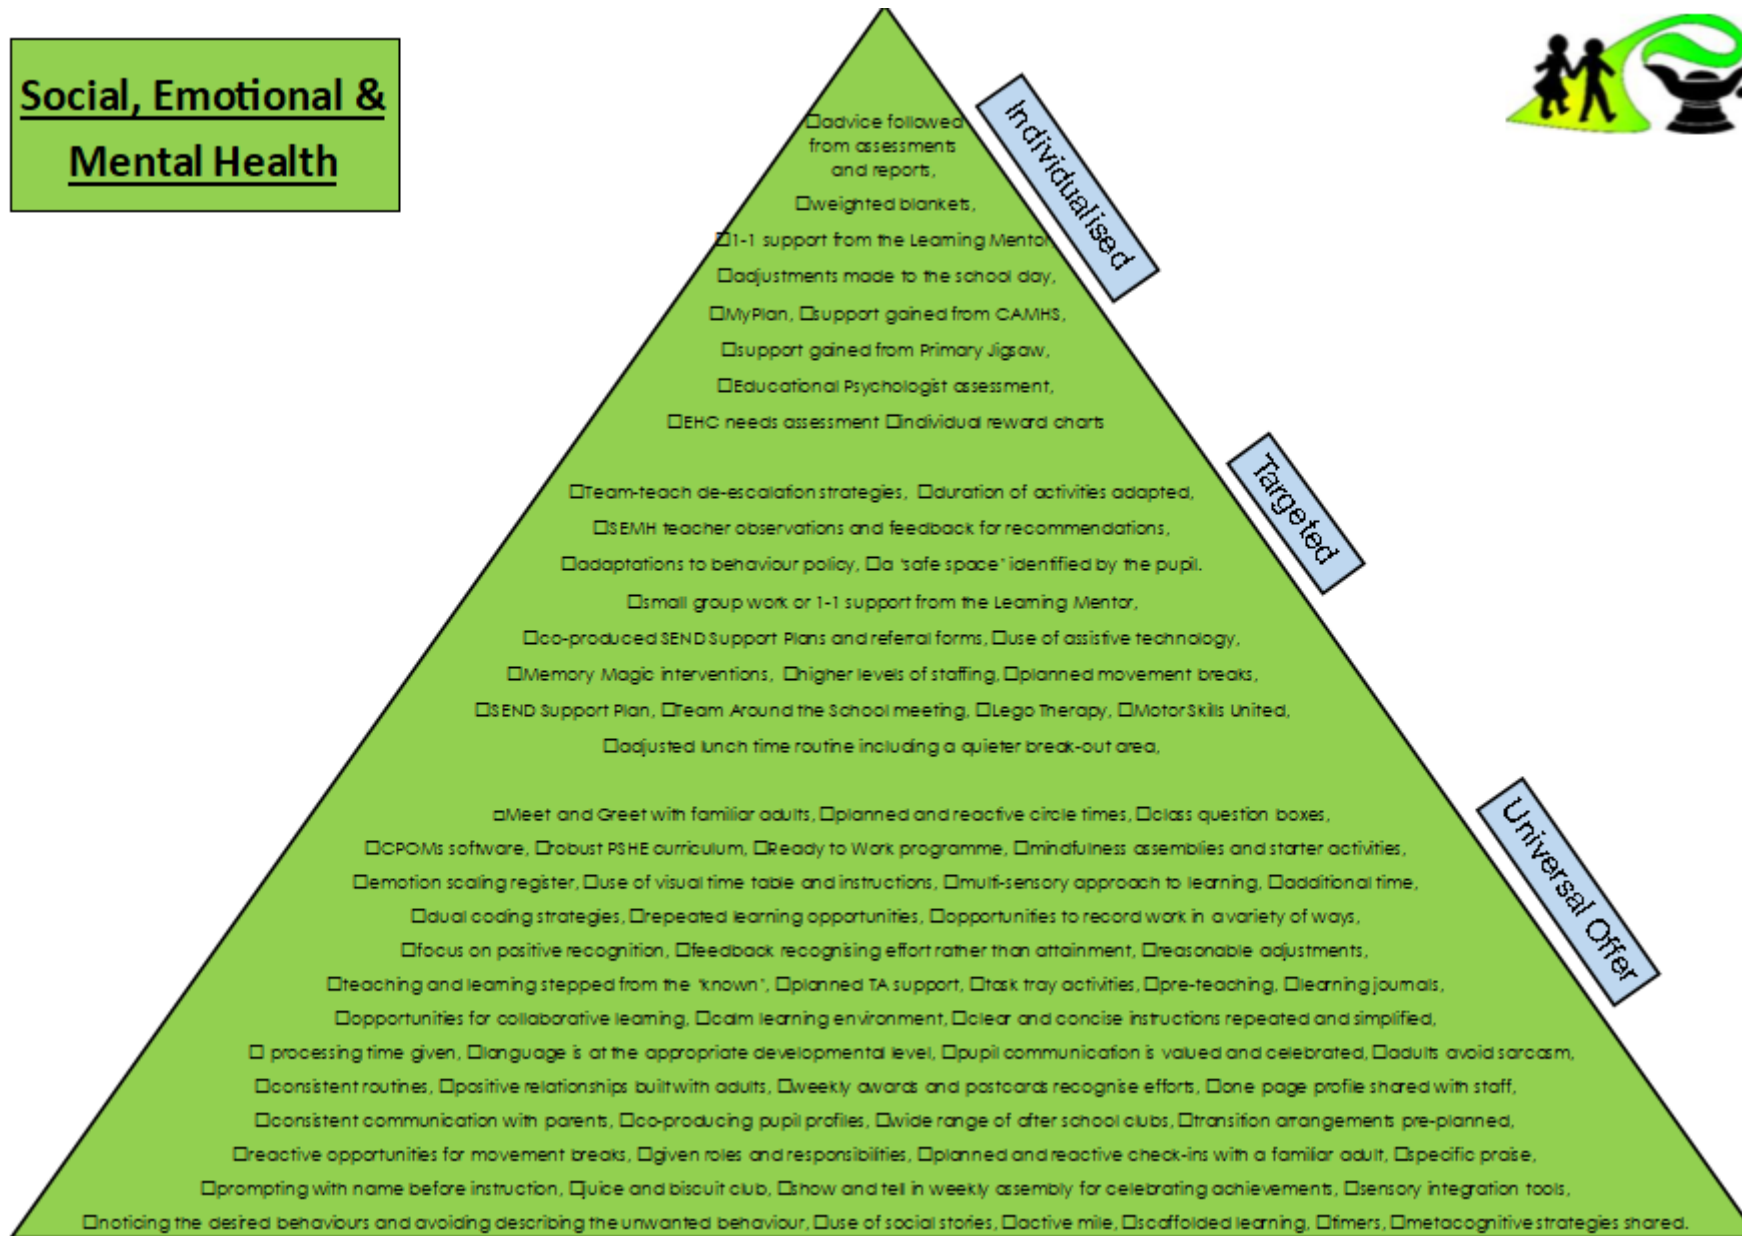 Social, Emotional &
Mental Health
Individualised
☐advice followed
from assessments
and reports,
☐weighted blankets,
☐1-1 support from the Learning Mentor,
☐adjustments made to the school day,
☐MyPlan, ☐support gained from CAMHS,
☐support gained from Primary Jigsaw,
☐Educational Psychologist assessment,
☐EHC needs assessment ☐individual reward charts
Targeted
☐Team-teach de-escalation strategies, ☐duration of activities adapted,
☐SEMH teacher observations and feedback for recommendations,
☐adaptations to behaviour policy, ☐a 'safe space' identified by the pupil.
☐small group work or 1-1 support from the Learning Mentor,
☐co-produced SEND Support Plans and referral forms, ☐use of assistive technology,
☐Memory Magic interventions, ☐higher levels of staffing, ☐planned movement breaks,
☐SEND Support Plan, ☐Team Around the School meeting, ☐Lego Therapy, ☐Motor Skills United,
☐adjusted lunch time routine including a quieter break-out area,
Universal Offer
☐Meet and Greet with familiar adults, ☐planned and reactive circle times, ☐class question boxes,
☐CPOMs software, ☐robust PSHE curriculum, ☐Ready to Work programme, ☐mindfulness assemblies and starter activities,
☐emotion scaling register, ☐use of visual time table and instructions, ☐multi-sensory approach to learning, ☐additional time,
☐dual coding strategies, ☐repeated learning opportunities, ☐opportunities to record work in a variety of ways,
☐focus on positive recognition, ☐feedback recognising effort rather than attainment, ☐reasonable adjustments,
☐teaching and learning stepped from the 'known', ☐planned TA support, ☐task tray activities, ☐pre-teaching, ☐learning journals,
☐opportunities for collaborative learning, ☐calm learning environment, ☐clear and concise instructions repeated and simplified,
☐ processing time given, ☐language is at the appropriate developmental level, ☐pupil communication is valued and celebrated, ☐adults avoid sarcasm,
☐consistent routines, ☐positive relationships built with adults, ☐weekly awards and postcards recognise efforts, ☐one page profile shared with staff,
☐consistent communication with parents, ☐co-producing pupil profiles, ☐wide range of after school clubs, ☐transition arrangements pre-planned,
☐reactive opportunities for movement breaks, ☐given roles and responsibilities, ☐planned and reactive check-ins with a familiar adult, ☐specific praise,
☐prompting with name before instruction, ☐juice and biscuit club, ☐show and tell in weekly assembly for celebrating achievements, ☐sensory integration tools,
☐noticing the desired behaviours and avoiding describing the unwanted behaviour, ☐use of social stories, ☐active mile, ☐scaffolded learning, ☐timers, ☐metacognitive strategies shared.